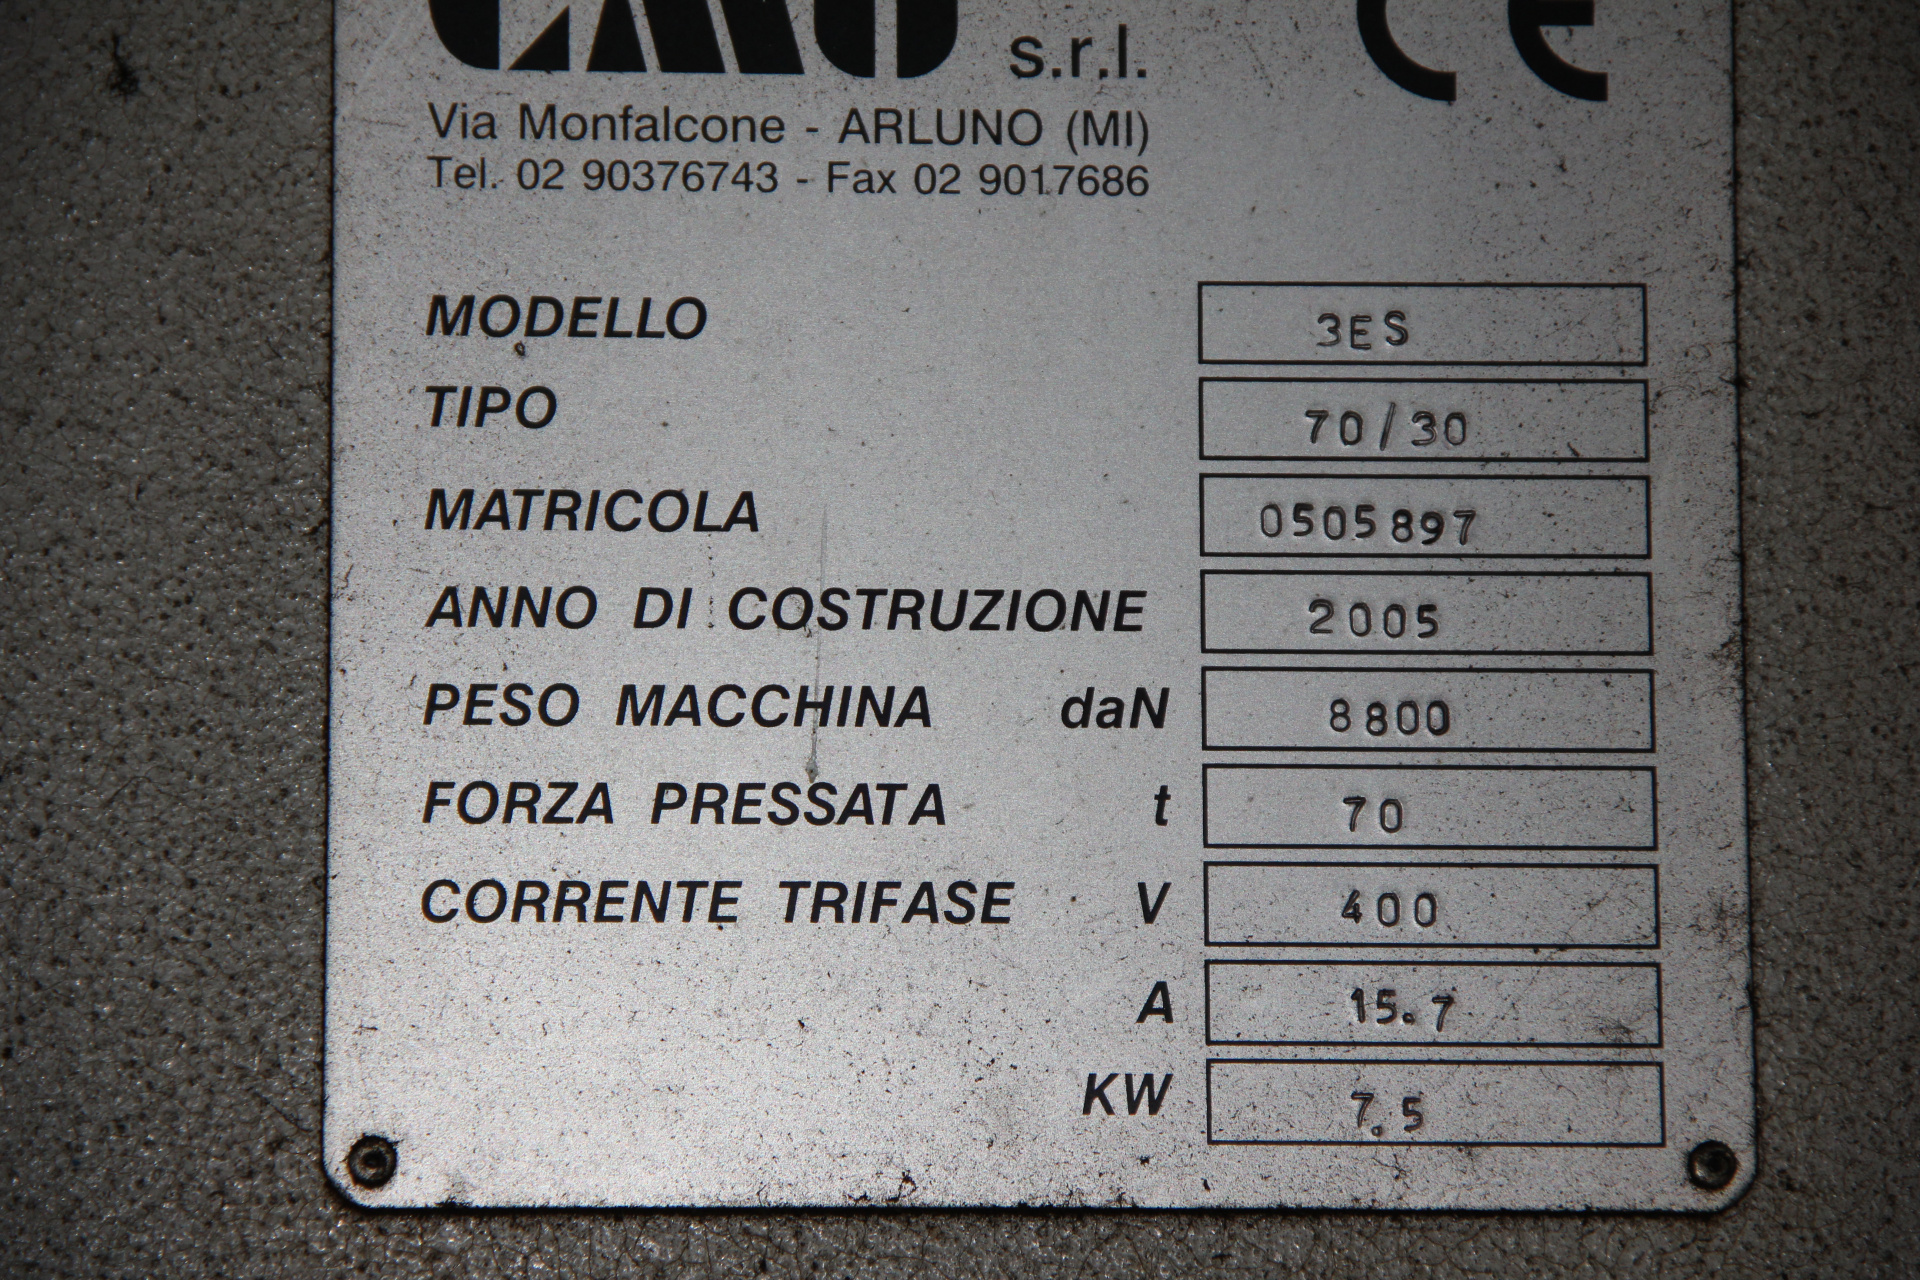 s.r.l. CE
Via Monfalcone - ARLUNO (MI)
Tel. 02 90376743 - Fax 02 9017686
MODELLO 3ES
TIPO 70/30
MATRICOLA 0505897
ANNO DI COSTRUZIONE 2005
PESO MACCHINA daN 8800
FORZA PRESSATA t 70
CORRENTE TRIFASE V 400
A 15.7
KW 7.5